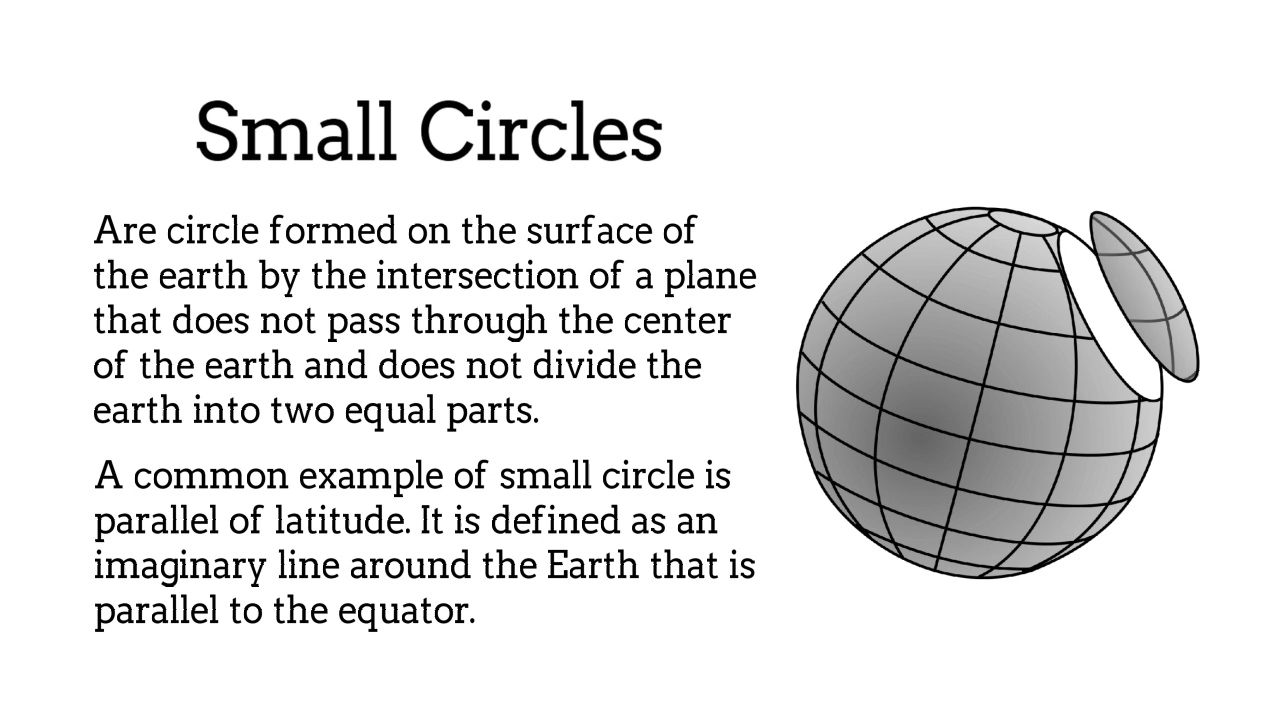 Small Circles
Are circle formed on the surface of
the earth by the intersection of a plane
that does not pass through the center
of the earth and does not divide the
earth into two equal parts.
A common example of small circle is
parallel of latitude. It is defined as an
imaginary line around the Earth that is
parallel to the equator.